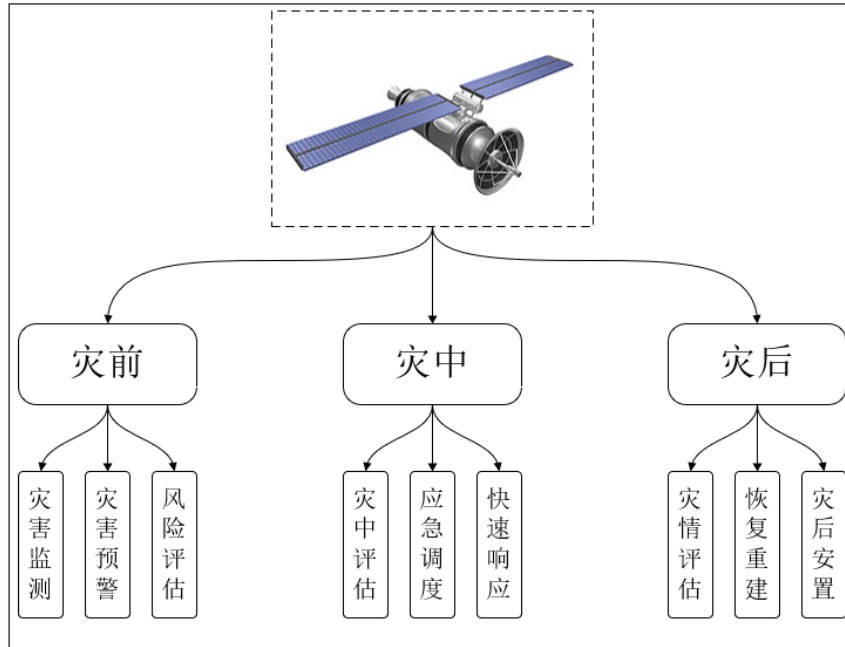 灾前
灾中
灾后
灾害监测
灾害预警
风险评估
灾中评估
应急调度
快速响应
灾情评估
恢复重建
灾后安置